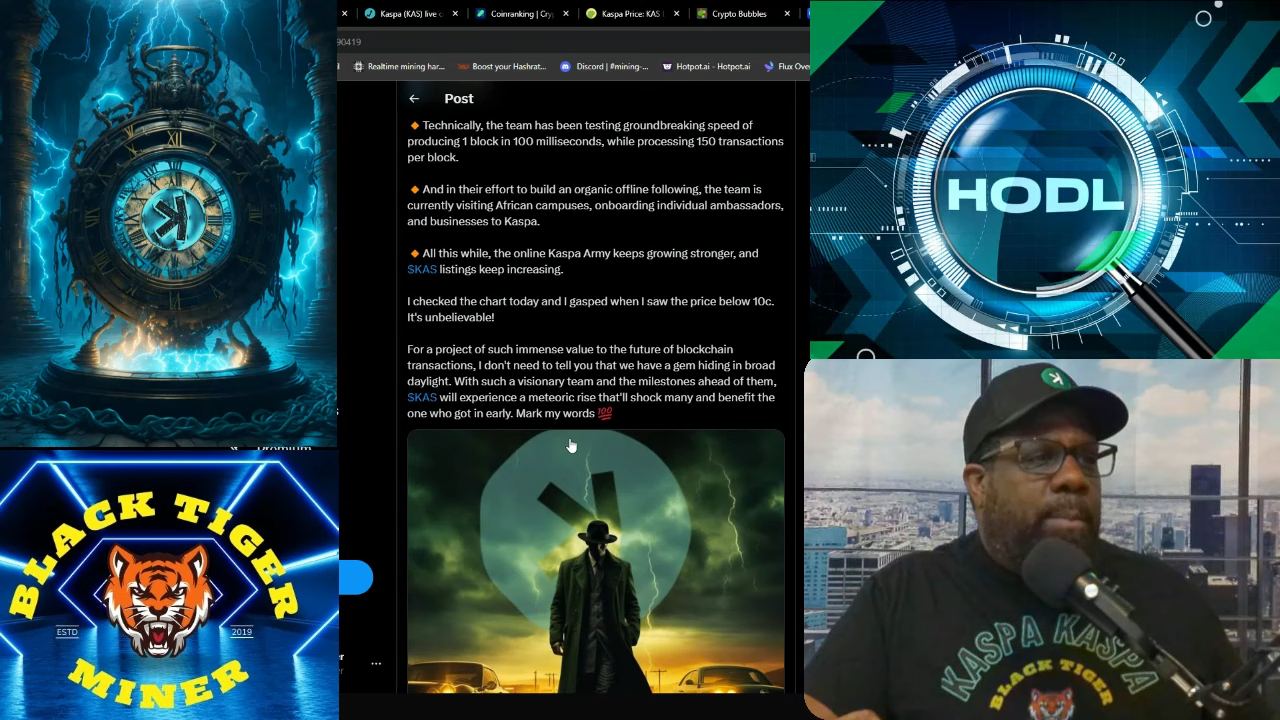 Kaspa (KAS) live c
Coinranking | Cry
Kaspa Price: KAS
Crypto Bubbles
90419
Realtime mining har...
Boost your Hashrat...
Discord | #mining-...
Hotpot.ai - Hotpot.ai
Flux Ove
Post
🔸 Technically, the team has been testing groundbreaking speed of
producing 1 block in 100 milliseconds, while processing 150 transactions
per block.
🔸 And in their effort to build an organic offline following, the team is
currently visiting African campuses, onboarding individual ambassadors,
and businesses to Kaspa.
🔸 All this while, the online Kaspa Army keeps growing stronger, and
$KAS listings keep increasing.
I checked the chart today and I gasped when I saw the price below 10c.
It's unbelievable!
For a project of such immense value to the future of blockchain
transactions, I don't need to tell you that we have a gem hiding in broad
daylight. With such a visionary team and the milestones ahead of them,
$KAS will experience a meteoric rise that'll shock many and benefit the
one who got in early. Mark my words 💯
HODL
BLACK TIGER
ESTD
2019
MINER
KASPA KASPA
BLACK TIGER